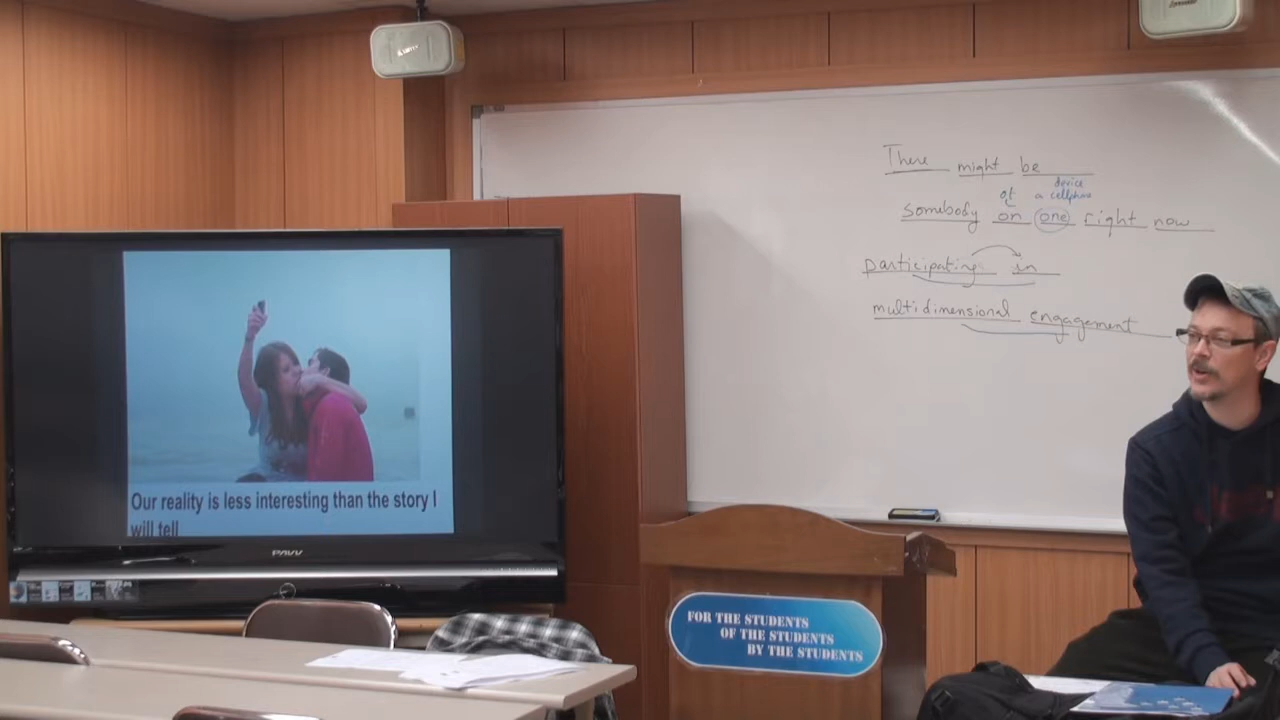 There might be
of a device
cellphone
somebody on one right now
participating in
multidimensional engagement
Our reality is less interesting than the story I
will tell
PAVV
FOR THE STUDENTS
OF THE STUDENTS
BY THE STUDENTS